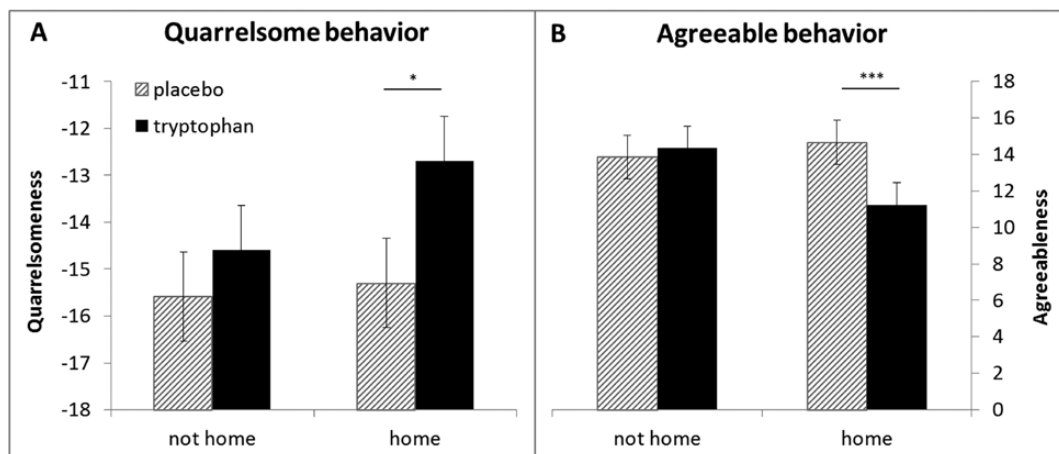 A Quarrelsome behavior
-11
-12
-13
-14
-15
-16
-17
-18
Quarrelsomeness
placebo
tryptophan
*
not home
home
B Agreeable behavior
***
18
16
14
12
10
8
6
4
2
0
Agreeableness
not home
home